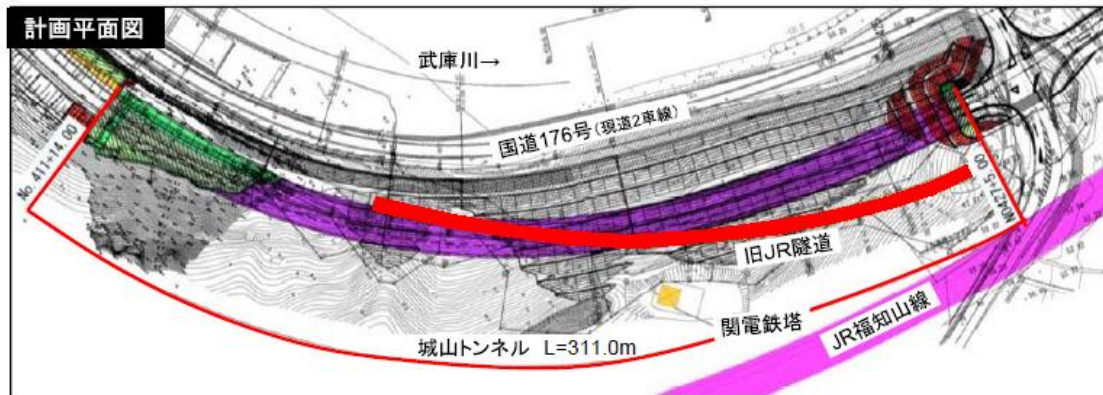 計画平面図
武庫川→
国道176号(現道2車線)
No.411+14.00
NO427+5.00
旧JR隧道
関電鉄塔
JR福知山線
城山トンネル L=311.0m